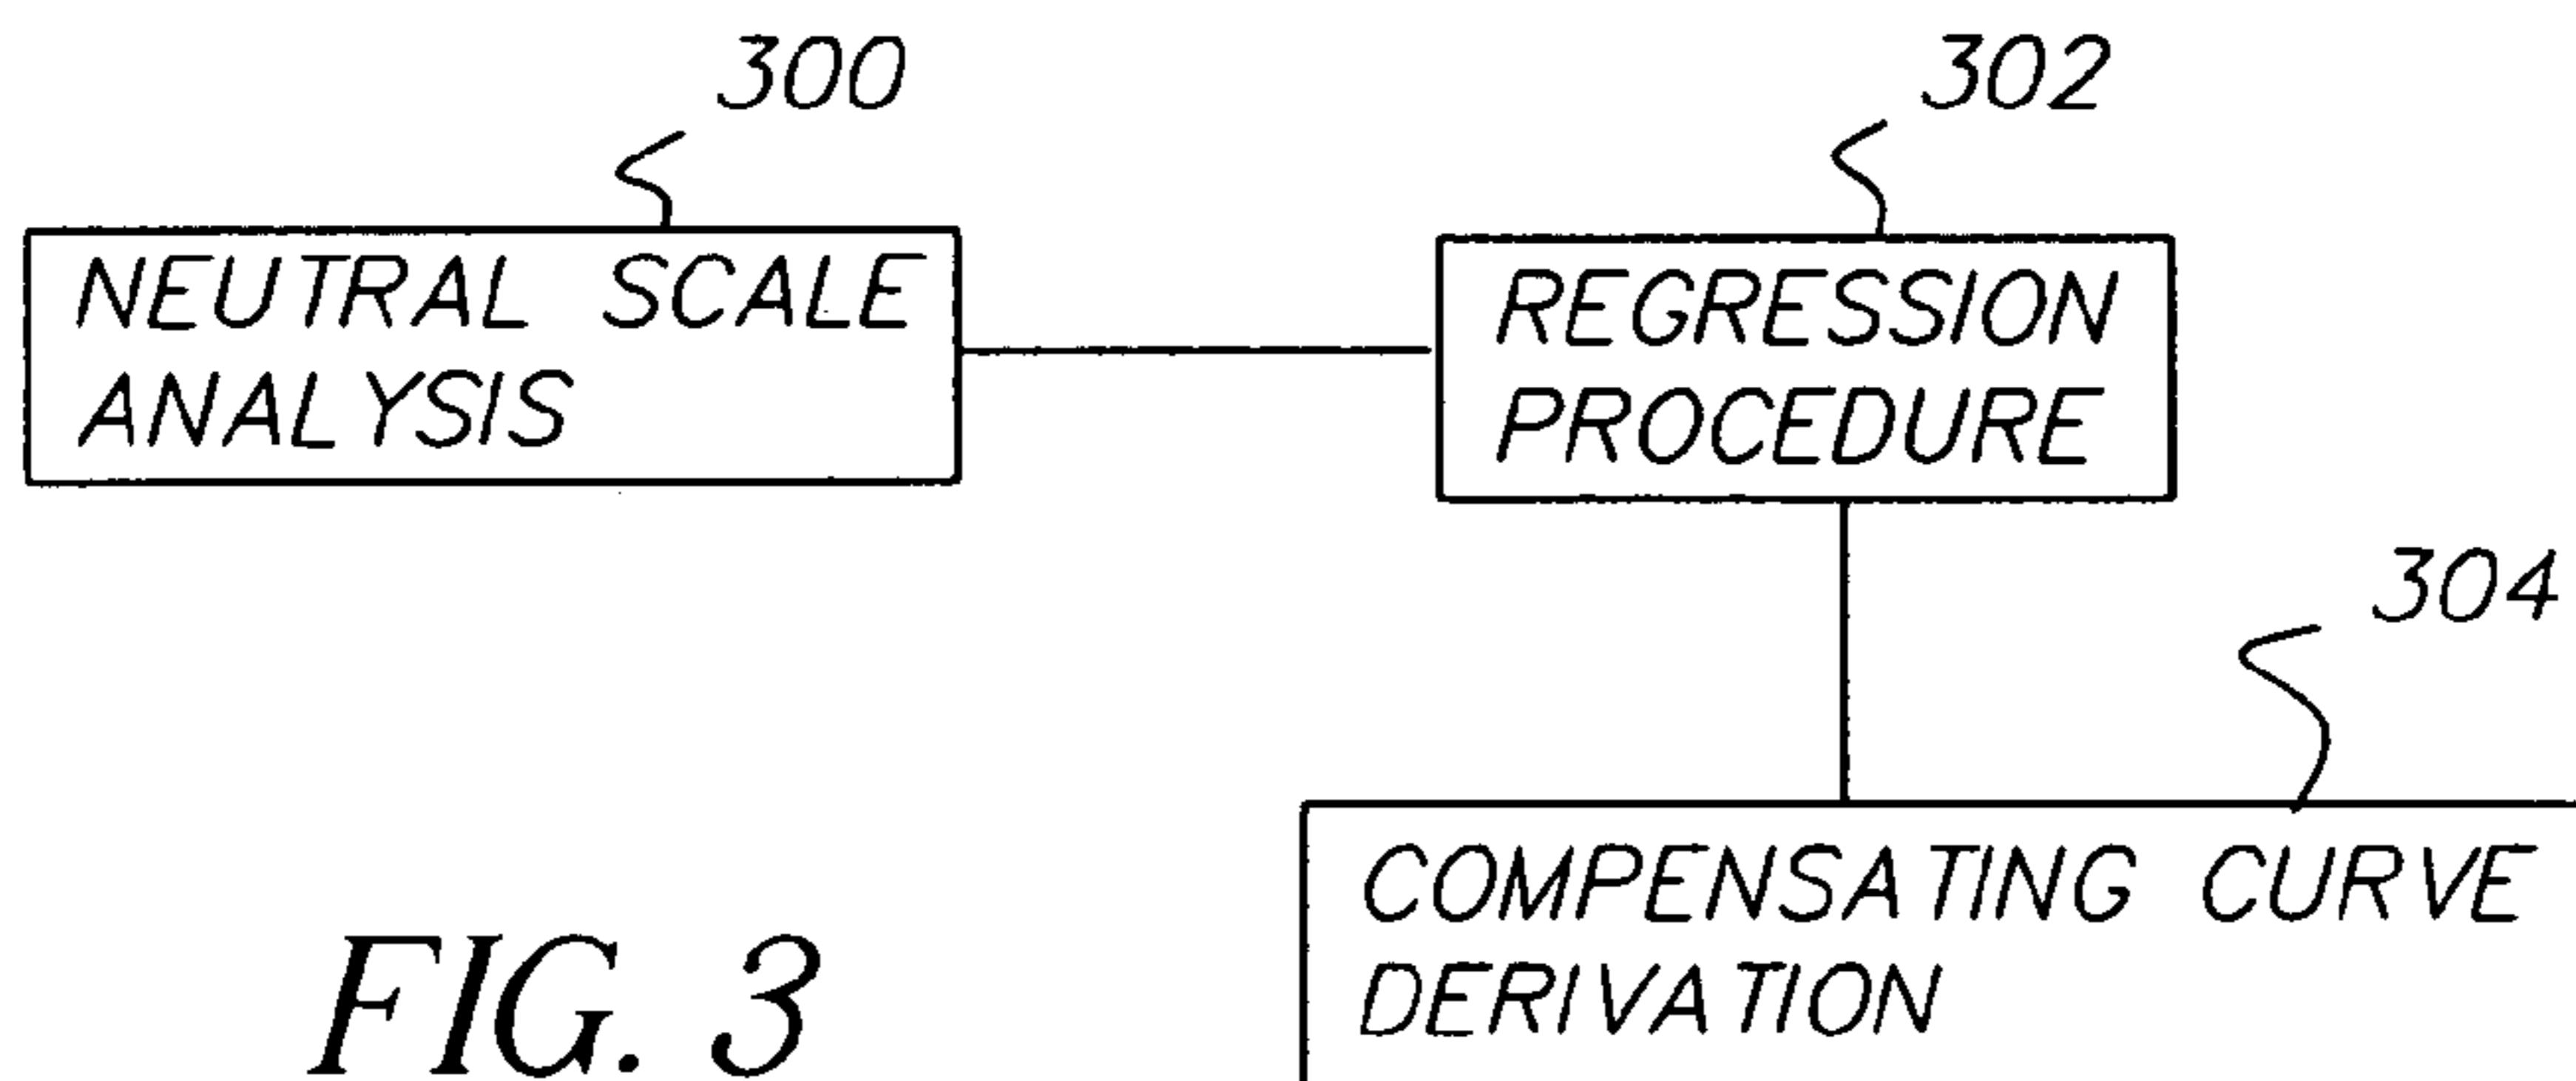 300
302
NEUTRAL SCALE
ANALYSIS
REGRESSION
PROCEDURE
304
COMPENSATING CURVE
DERIVATION
FIG. 3